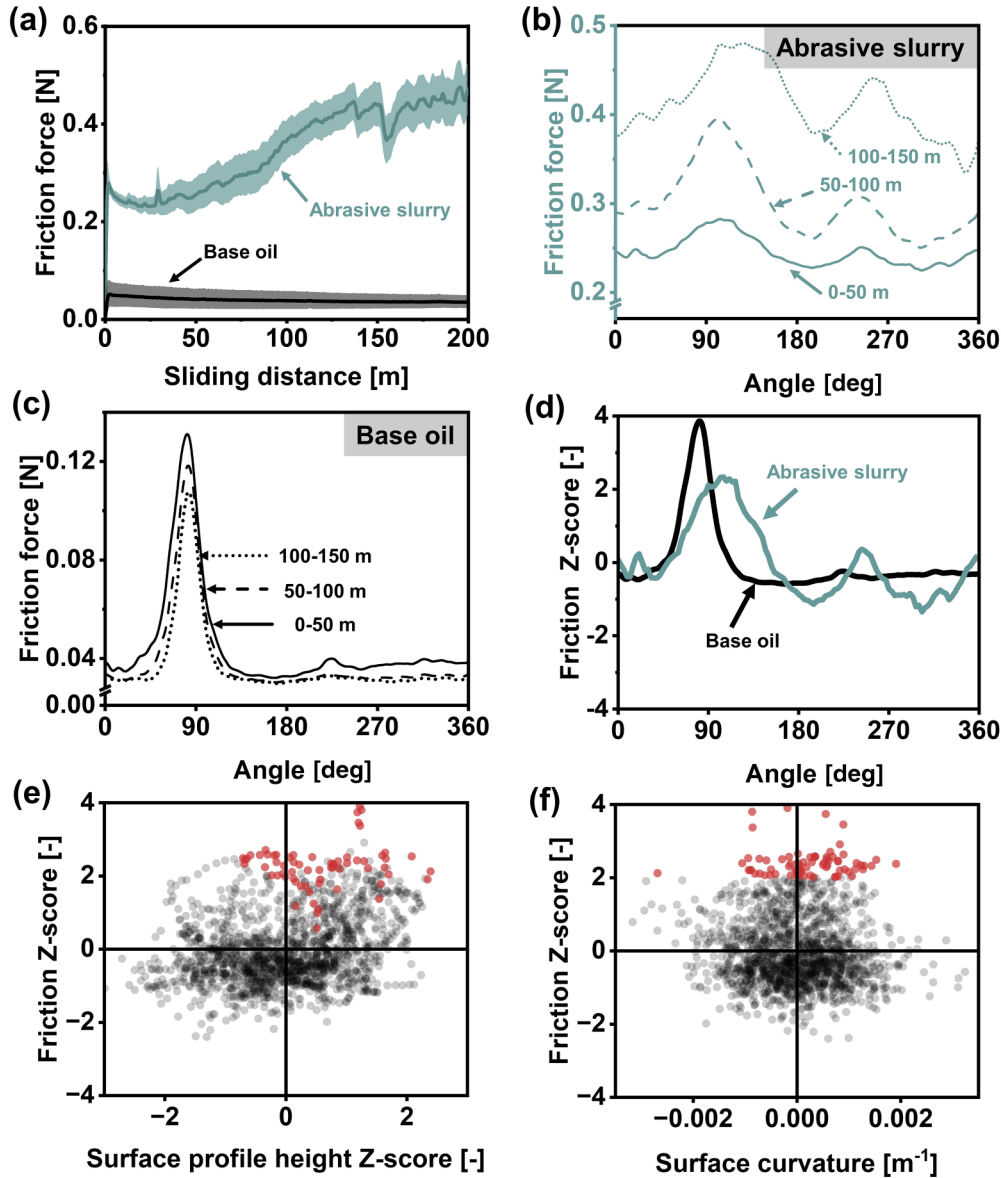 (a)
0.6
0.4
0.2
0.0
Friction force [N]
Abrasive slurry
Base oil
0
50
100
150
200
Sliding distance [m]
(b)
0.5
0.4
0.3
0.2
Friction force [N]
Abrasive slurry
100-150 m
50-100 m
0-50 m
0
90
180
270
360
Angle [deg]
(c)
0.12
0.08
0.04
0.00
Friction force [N]
Base oil
100-150 m
50-100 m
0-50 m
0
90
180
270
360
Angle [deg]
(d)
4
2
0
-2
-4
Friction Z-score [-]
Abrasive slurry
Base oil
0
90
180
270
360
Angle [deg]
(e)
4
2
0
−2
−4
Friction Z-score [-]
−2
0
2
Surface profile height Z-score [-]
(f)
4
2
0
−2
−4
Friction Z-score [-]
−0.002
0.000
0.002
Surface curvature [m⁻¹]